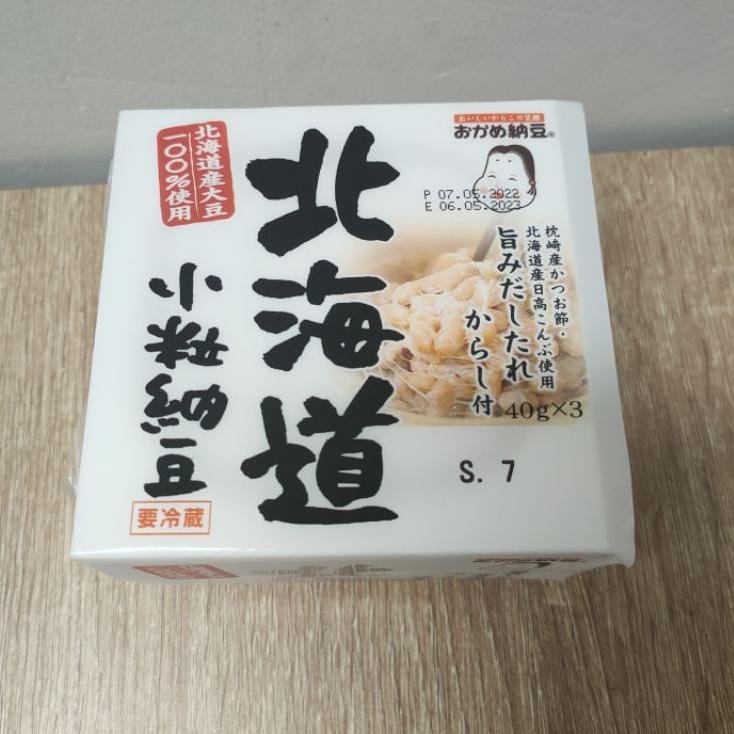 おいしいからこの笑顔
おかめ納豆®
P 07.05.2022
E 06.05.2023
枕崎産かつお節・
北海道産日高こんぶ使用
旨みだしたれ
からし付
40g×3
北海道
北海道産大豆
一〇〇%使用
小粒納豆
要冷蔵
S. 7